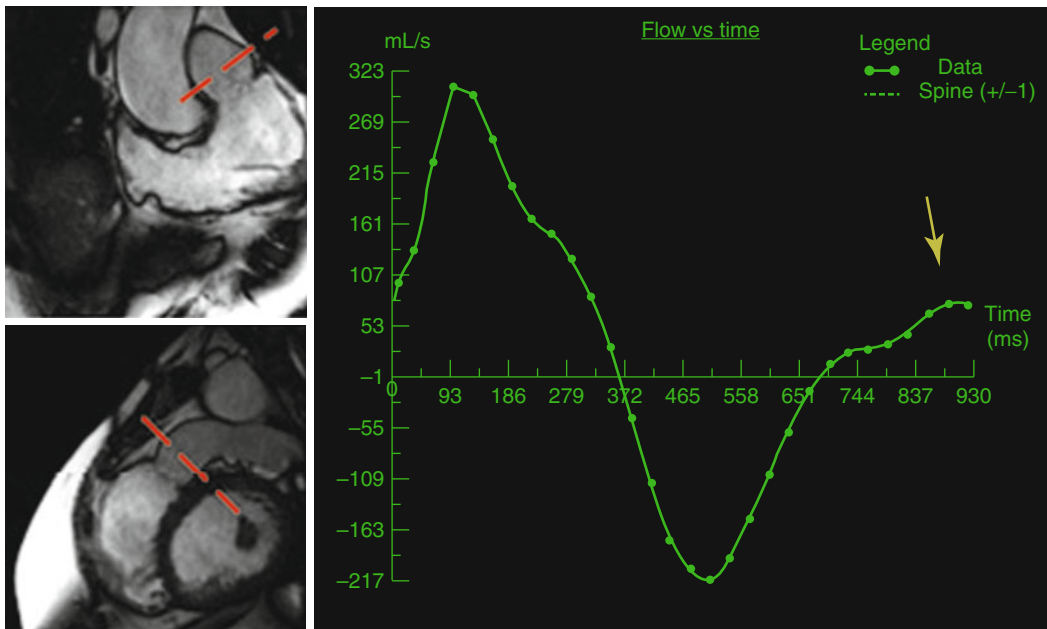 Flow vs time
mL/s
Legend
Data
Spine (+/−1)
323
269
215
161
107
53
−1
−55
−109
−163
−217
0 93 186 279 372 465 558 651 744 837 930
Time
(ms)